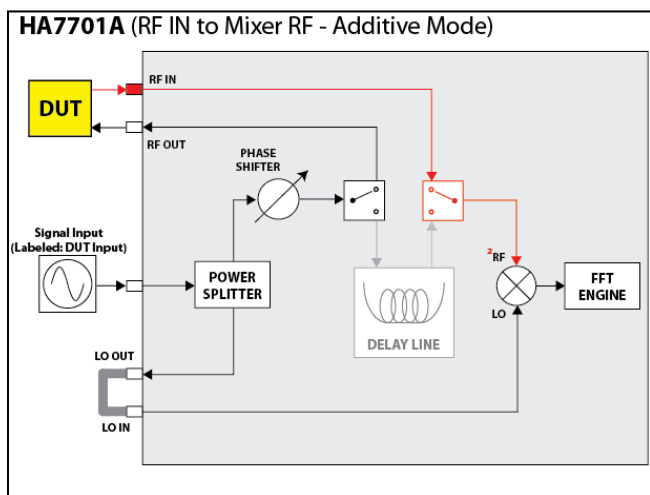 HA7701A (RF IN to Mixer RF - Additive Mode)
RF IN
DUT
RF OUT
PHASE
SHIFTER
Signal Input
(Labeled: DUT Input)
POWER
SPLITTER
2RF
LO
FFT
ENGINE
DELAY LINE
LO OUT
LO IN